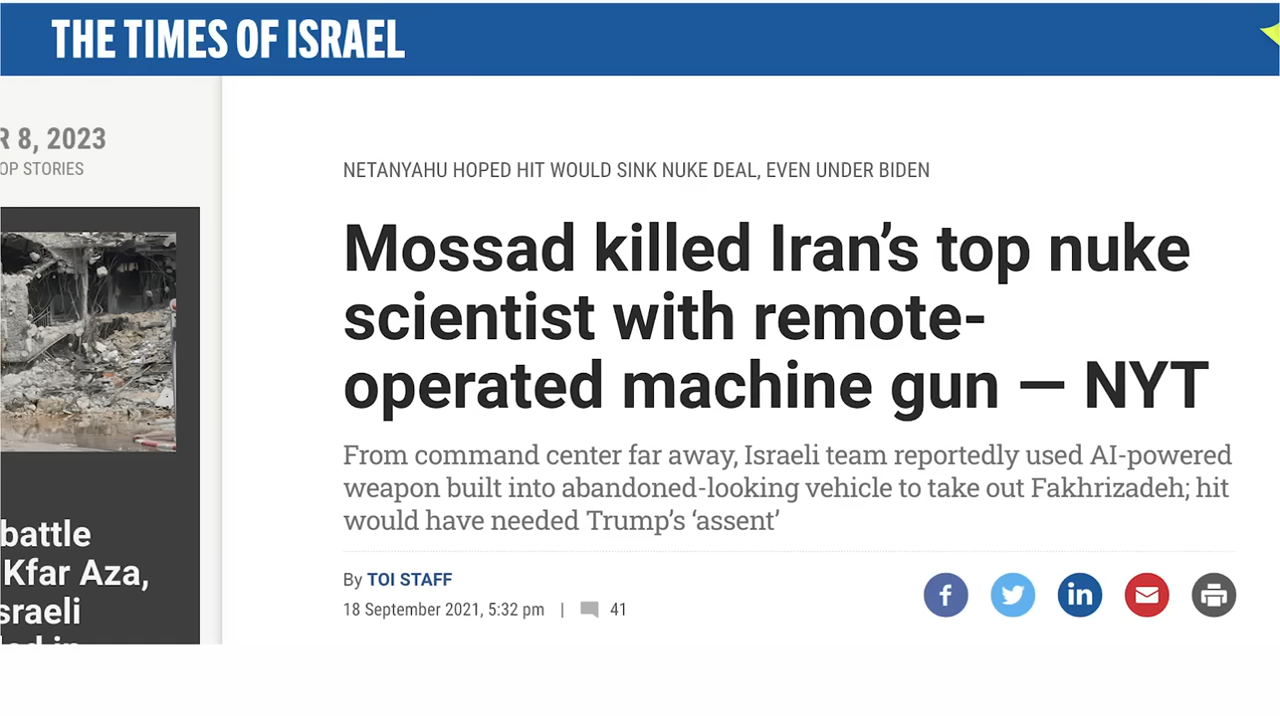 THE TIMES OF ISRAEL
R 8, 2023
OP STORIES
battle
Kfar Aza,
sraeli
NETANYAHU HOPED HIT WOULD SINK NUKE DEAL, EVEN UNDER BIDEN
Mossad killed Iran’s top nuke
scientist with remote-
operated machine gun — NYT
From command center far away, Israeli team reportedly used AI-powered
weapon built into abandoned-looking vehicle to take out Fakhrizadeh; hit
would have needed Trump’s ‘assent’
By TOI STAFF
18 September 2021, 5:32 pm | 41